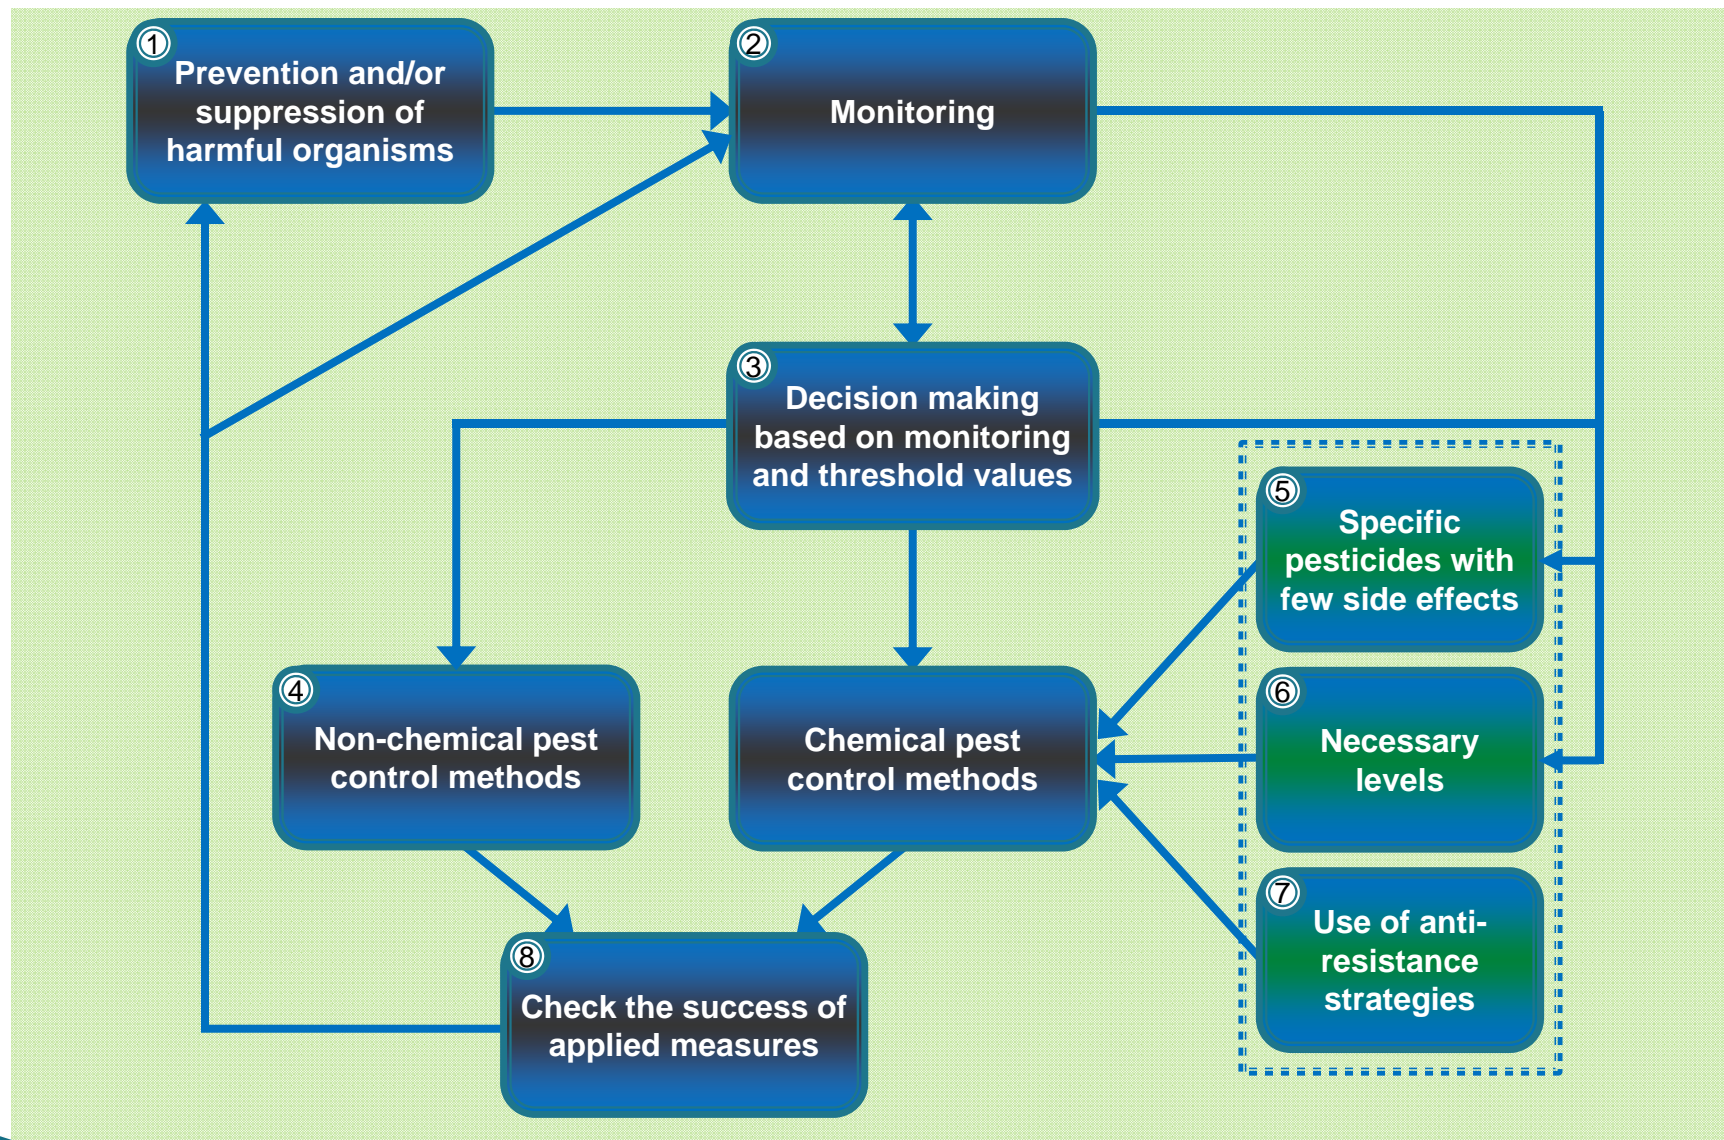 ①
Prevention and/or
suppression of
harmful organisms
②
Monitoring
③
Decision making
based on monitoring
and threshold values
④
Non-chemical pest
control methods
Chemical pest
control methods
⑤
Specific
pesticides with
few side effects
⑥
Necessary
levels
⑦
Use of anti-
resistance
strategies
⑧
Check the success of
applied measures